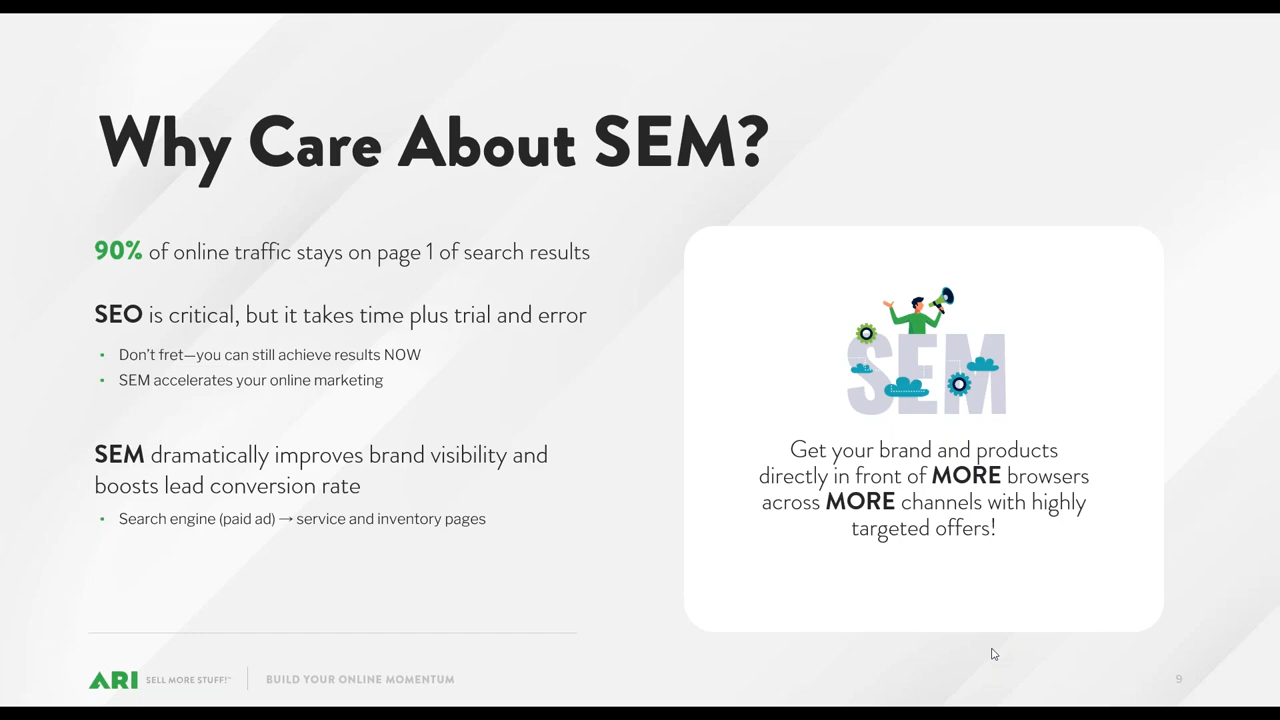 Why Care About SEM?
90% of online traffic stays on page 1 of search results
SEO is critical, but it takes time plus trial and error
▪ Don't fret—you can still achieve results NOW
▪ SEM accelerates your online marketing
SEM dramatically improves brand visibility and
boosts lead conversion rate
▪ Search engine (paid ad) → service and inventory pages
SEM
Get your brand and products
directly in front of MORE browsers
across MORE channels with highly
targeted offers!
ARI SELL MORE STUFF!™ BUILD YOUR ONLINE MOMENTUM
9